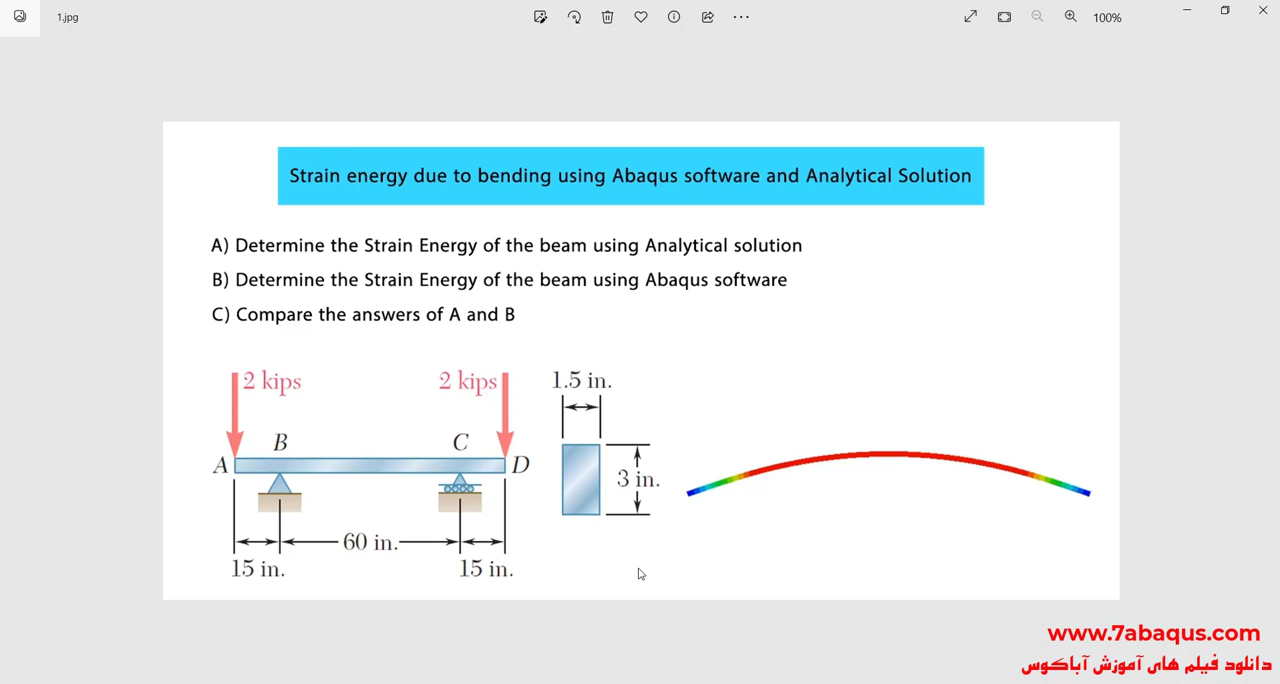 1.jpg
100%
Strain energy due to bending using Abaqus software and Analytical Solution
A) Determine the Strain Energy of the beam using Analytical solution
B) Determine the Strain Energy of the beam using Abaqus software
C) Compare the answers of A and B
2 kips
2 kips
1.5 in.
B
C
A
D
3 in.
60 in.
15 in.
15 in.
www.7abaqus.com
دانلود فیلم های آموزش آباکوس